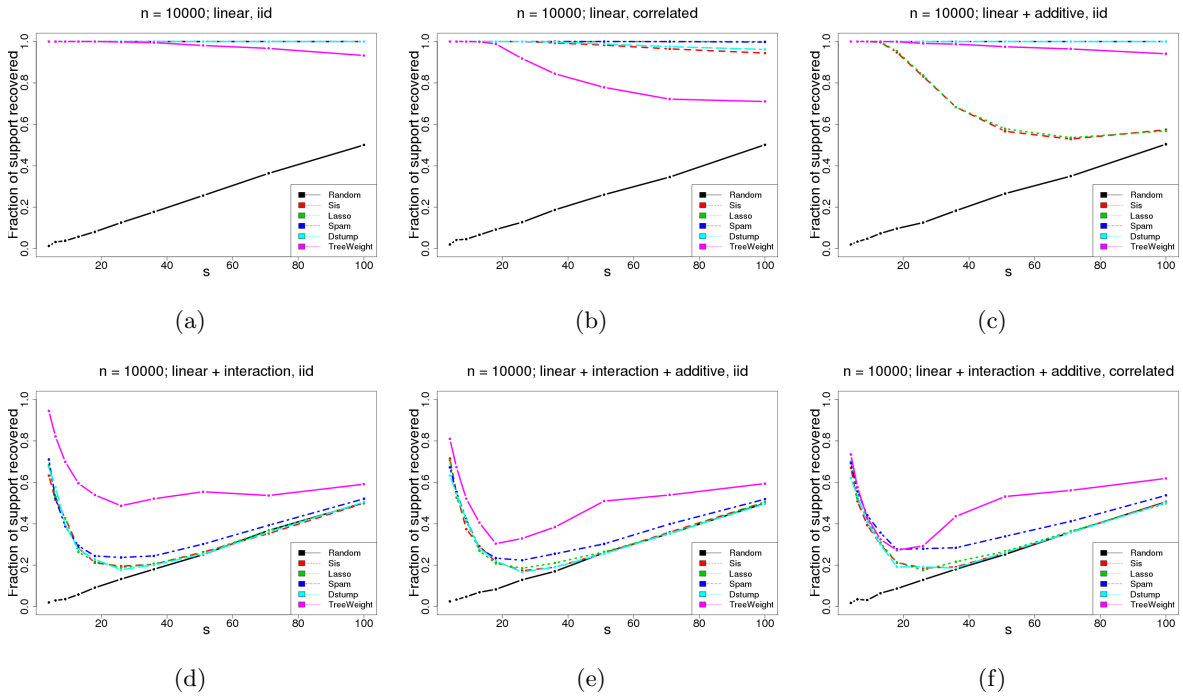 n = 10000; linear, iid
Fraction of support recovered
0.0 0.2 0.4 0.6 0.8 1.0
20 40 60 80 100
s
Random
Sis
Lasso
Spam
Dstump
TreeWeight
(a)
n = 10000; linear, correlated
Fraction of support recovered
0.0 0.2 0.4 0.6 0.8 1.0
20 40 60 80 100
s
Random
Sis
Lasso
Spam
Dstump
TreeWeight
(b)
n = 10000; linear + additive, iid
Fraction of support recovered
0.0 0.2 0.4 0.6 0.8 1.0
20 40 60 80 100
s
Random
Sis
Lasso
Spam
Dstump
TreeWeight
(c)
n = 10000; linear + interaction, iid
Fraction of support recovered
0.0 0.2 0.4 0.6 0.8 1.0
20 40 60 80 100
s
Random
Sis
Lasso
Spam
Dstump
TreeWeight
(d)
n = 10000; linear + interaction + additive, iid
Fraction of support recovered
0.0 0.2 0.4 0.6 0.8 1.0
20 40 60 80 100
s
Random
Sis
Lasso
Spam
Dstump
TreeWeight
(e)
n = 10000; linear + interaction + additive, correlated
Fraction of support recovered
0.0 0.2 0.4 0.6 0.8 1.0
20 40 60 80 100
s
Random
Sis
Lasso
Spam
Dstump
TreeWeight
(f)